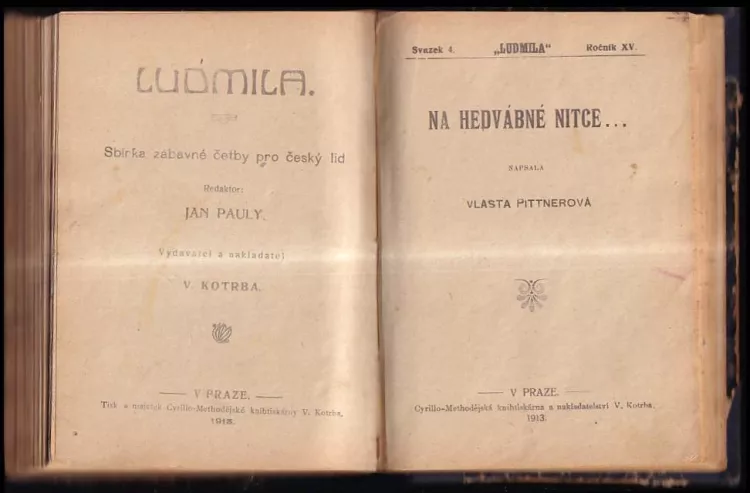 LUDMILA.
Sbírka zábavné četby pro český lid
Redaktor:
JAN PAULY.
Vydavatel a nakladatel
V. KOTRBA.
— V PRAZE. —
Tisk a majetek Cyrillo-Methodějské knihtiskárny V. Kotrba,
1913.
Svazek 4. „LUDMILA“ Ročník XV.
NA HEDVÁBNÉ NITCE...
NAPSALA
VLASTA PITTNEROVÁ
— V PRAZE. —
Cyrillo-Methodějská knihtiskárna a nakladatelství V. Kotrba.
1913.